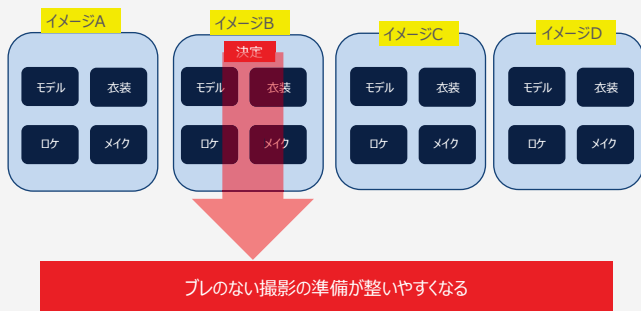 イメージA
イメージB
イメージC
イメージD
決定
モデル 衣装
ロケ メイク
モデル 衣装
ロケ メイク
モデル 衣装
ロケ メイク
モデル 衣装
ロケ メイク
ブレのない撮影の準備が整いやすくなる